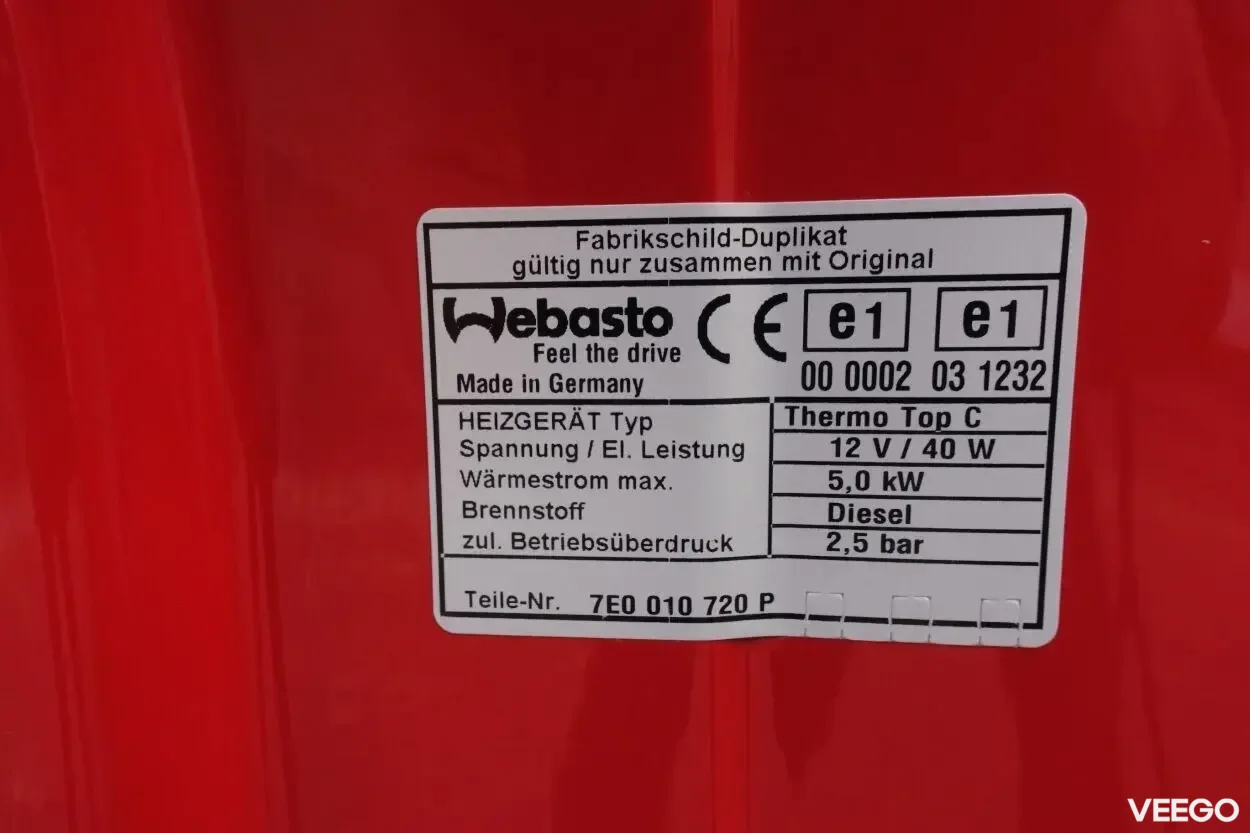 Fabrikschild-Duplikat
gültig nur zusammen mit Original
Webasto CE e1 e1
Feel the drive
Made in Germany 00 0002 03 1232
HEIZGERÄT Typ Thermo Top C
Spannung / El. Leistung 12 V / 40 W
Wärmestrom max. 5,0 kW
Brennstoff Diesel
zul. Betriebsüberdruck 2,5 bar
Teile-Nr. 7E0 010 720 P
VEEGO